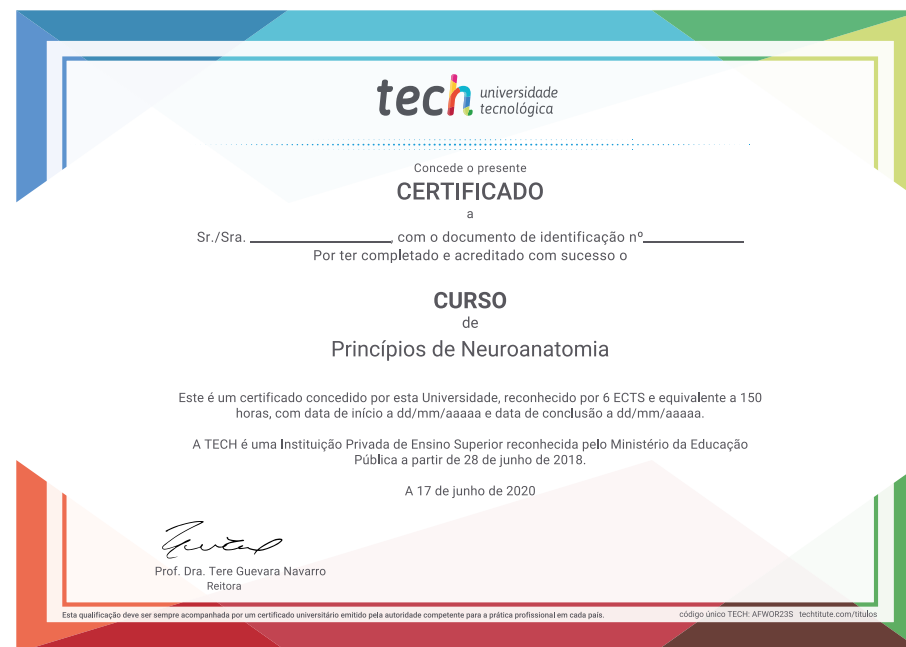 tech universidade
tecnológica
Concede o presente
CERTIFICADO
a
Sr./Sra. ____________________, com o documento de identificação nº______________
Por ter completado e acreditado com sucesso o
CURSO
de
Princípios de Neuroanatomia
Este é um certificado concedido por esta Universidade, reconhecido por 6 ECTS e equivalente a 150
horas, com data de início a dd/mm/aaaaa e data de conclusão a dd/mm/aaaaa.
A TECH é uma Instituição Privada de Ensino Superior reconhecida pelo Ministério da Educação
Pública a partir de 28 de junho de 2018.
A 17 de junho de 2020
Prof. Dra. Tere Guevara Navarro
Reitora
Esta qualificação deve ser sempre acompanhada por um certificado universitário emitido pela autoridade competente para a prática profissional em cada país.
código único TECH: AFWOR23S techtitute.com/titulos